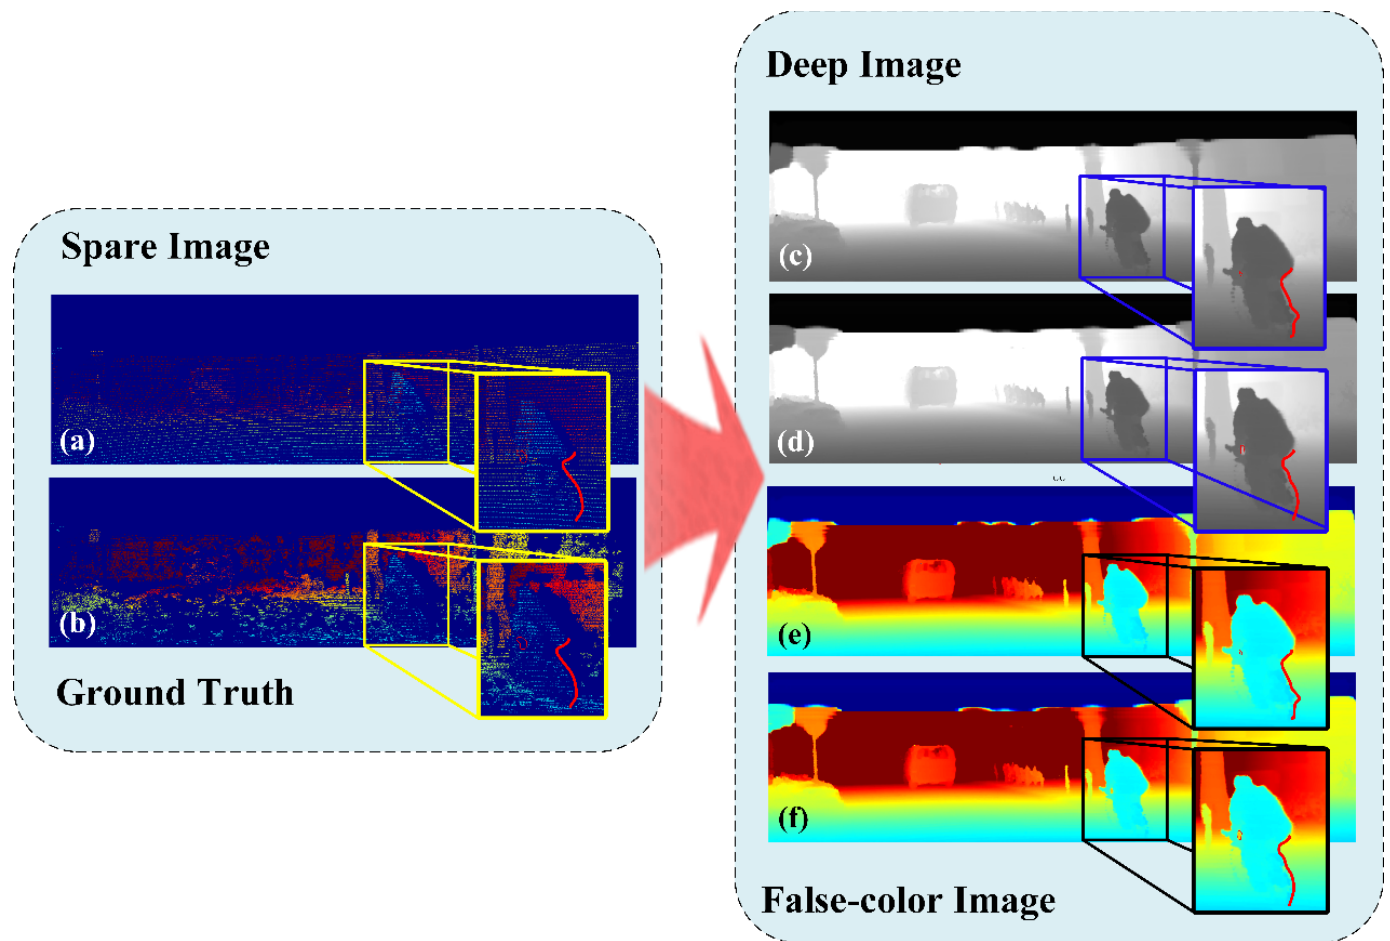 Spare Image
(a)
(b)
Ground Truth
Deep Image
(c)
(d)
(e)
(f)
False-color Image